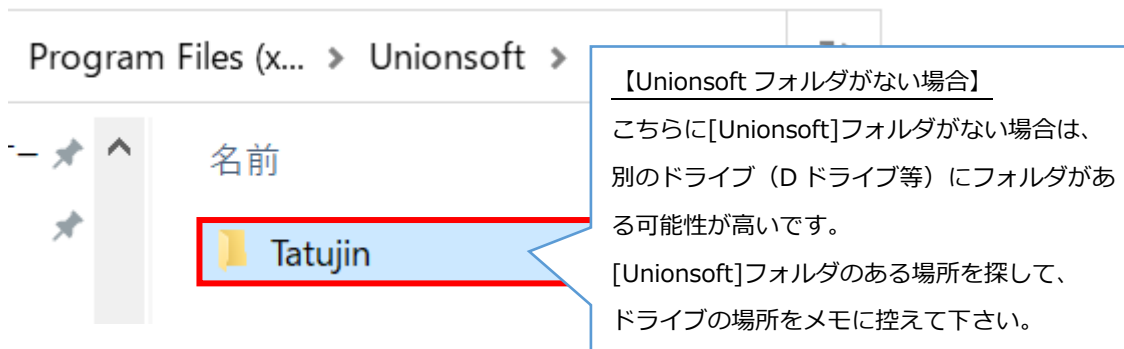 Program Files (x... > Unionsoft >
【Unionsoft フォルダがない場合】
こちらに[Unionsoft]フォルダがない場合は、
別のドライブ（D ドライブ等）にフォルダがあ
る可能性が高いです。
[Unionsoft]フォルダのある場所を探して、
ドライブの場所をメモに控えて下さい。
名前
Tatujin